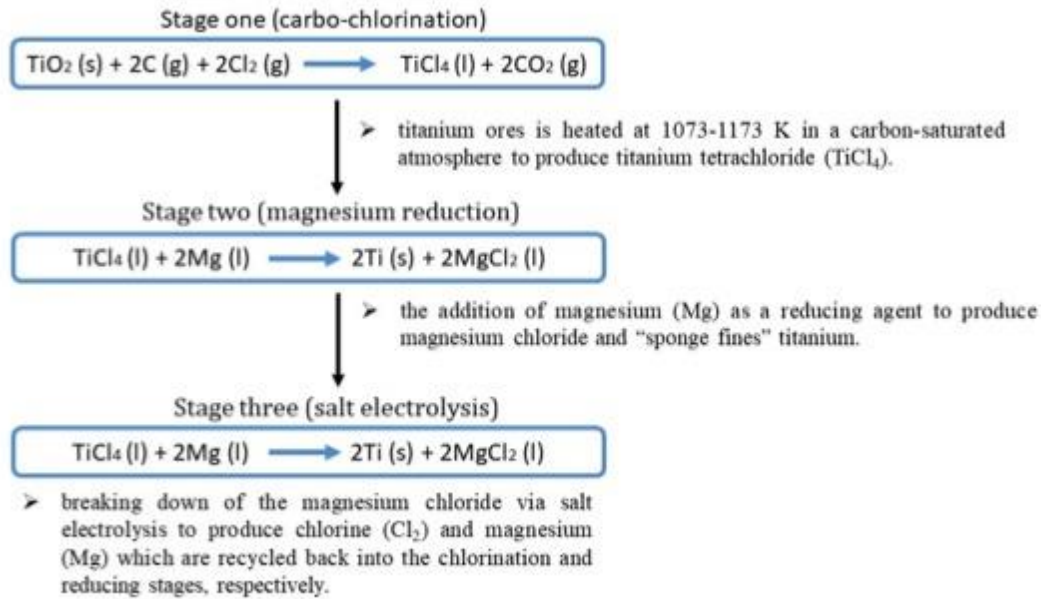 Stage one (carbo-chlorination)
TiO₂ (s) + 2C (g) + 2Cl₂ (g) ⟶ TiCl₄ (l) + 2CO₂ (g)
➢ titanium ores is heated at 1073-1173 K in a carbon-saturated
atmosphere to produce titanium tetrachloride (TiCl₄).
Stage two (magnesium reduction)
TiCl₄ (l) + 2Mg (l) ⟶ 2Ti (s) + 2MgCl₂ (l)
➢ the addition of magnesium (Mg) as a reducing agent to produce
magnesium chloride and “sponge fines” titanium.
Stage three (salt electrolysis)
TiCl₄ (l) + 2Mg (l) ⟶ 2Ti (s) + 2MgCl₂ (l)
➢ breaking down of the magnesium chloride via salt
electrolysis to produce chlorine (Cl₂) and magnesium
(Mg) which are recycled back into the chlorination and
reducing stages, respectively.